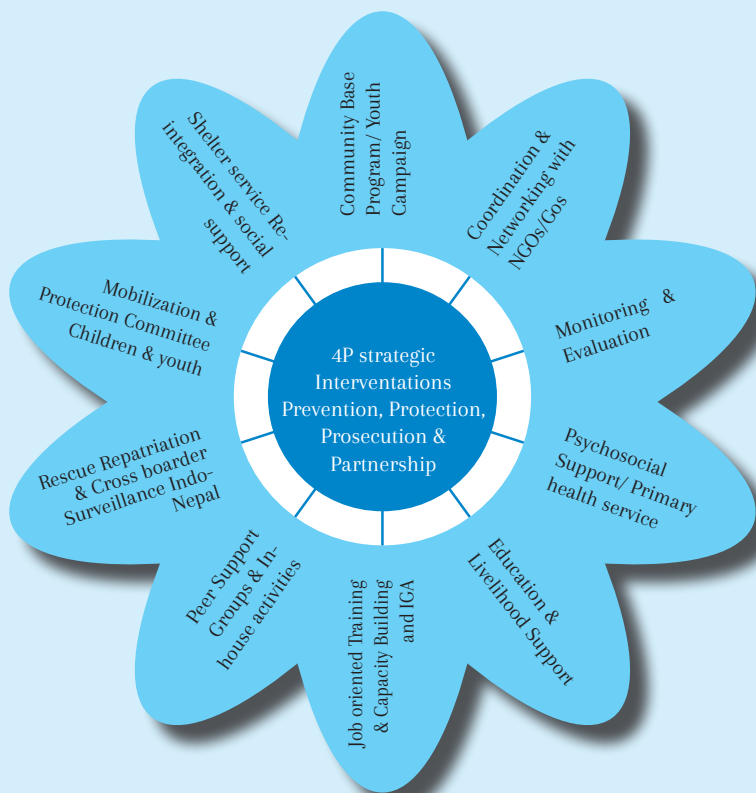 Community Base
Program/ Youth
Campaign
Coordination &
Networking with
NGOs/Gos
Monitoring &
Evaluation
Psychosocial
Support/ Primary
health service
Education &
Livelihood Support
Job oriented Training
& Capacity Building
and IGA
Peer Support
Groups & In-
house activities
Rescue Repatriation
& Cross boarder
Surveillance Indo-
Nepal
Mobilization &
Protection Committee
Children & youth
Shelter service Re-
integration & social
support
4P strategic
Interventations
Prevention, Protection,
Prosecution &
Partnership